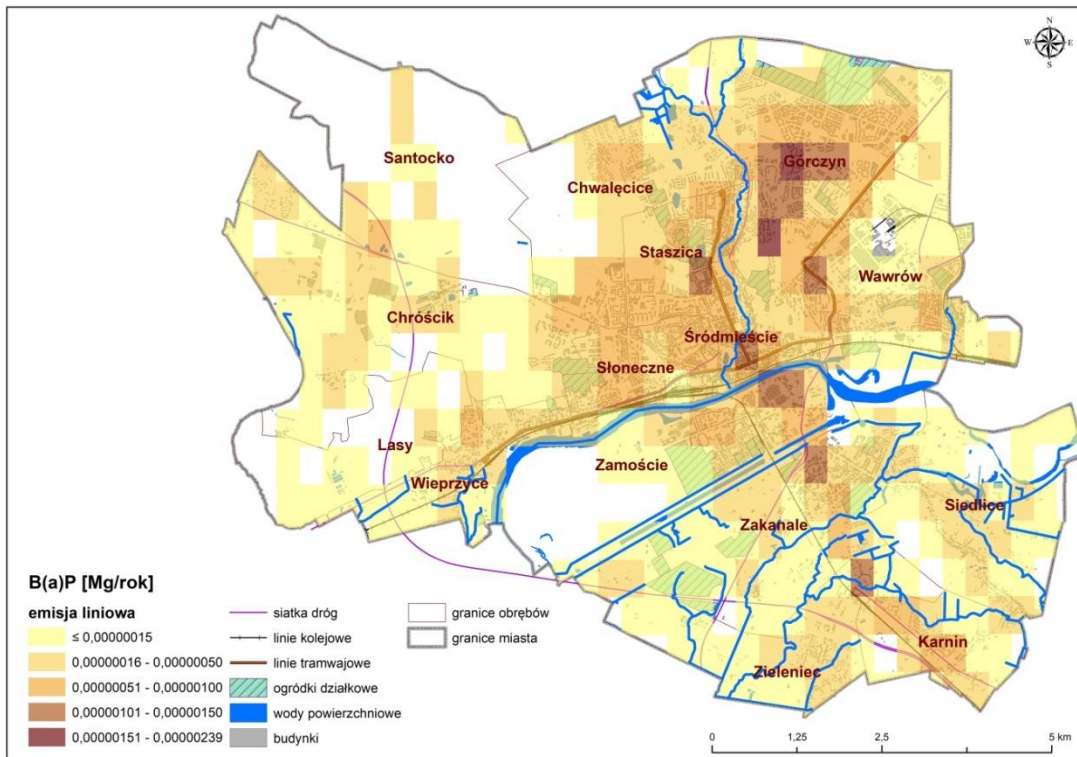 N
W E
S
Santocko
Górczyn
Chwalęcice
Staszica
Wawrów
Chróścik
Śródmieście
Słoneczne
Lasy
Zamoście
Wieprzyce
Siedlice
Zakanale
Karnin
Zieleniec
B(a)P [Mg/rok]
emisja liniowa
≤ 0,00000015
0,00000016 - 0,00000050
0,00000051 - 0,00000100
0,00000101 - 0,00000150
0,00000151 - 0,00000239
siatka dróg
linie kolejowe
linie tramwajowe
ogródki działkowe
wody powierzchniowe
budynki
granice obrębów
granice miasta
0 1,25 2,5 5 km